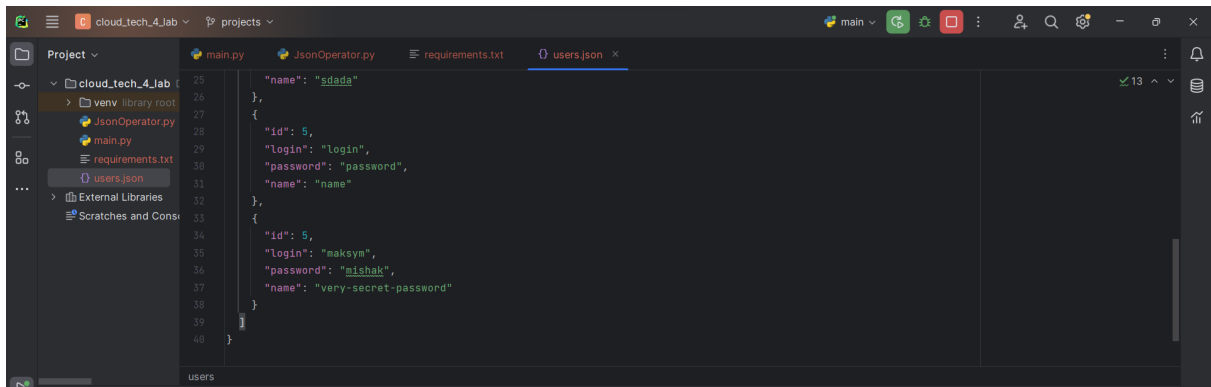 C cloud_tech_4_lab projects main
Project main.py JsonOperator.py requirements.txt users.json
cloud_tech_4_lab
venv library root
JsonOperator.py
main.py
requirements.txt
users.json
External Libraries
Scratches and Conso
25 "name": "sdada"
26 },
27 {
28 "id": 5,
29 "login": "login",
30 "password": "password",
31 "name": "name"
32 },
33 {
34 "id": 5,
35 "login": "maksym",
36 "password": "mishak",
37 "name": "very-secret-password"
38 }
39 ]
40 }
13
users